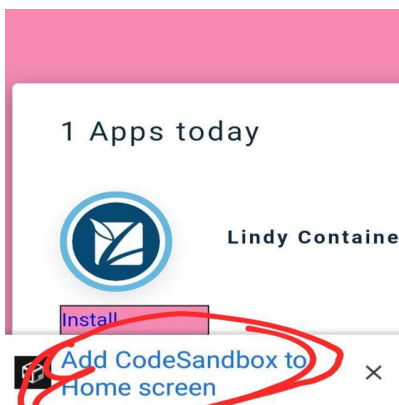 1 Apps today
Lindy Containe
Install
Add CodeSandbox to
Home screen